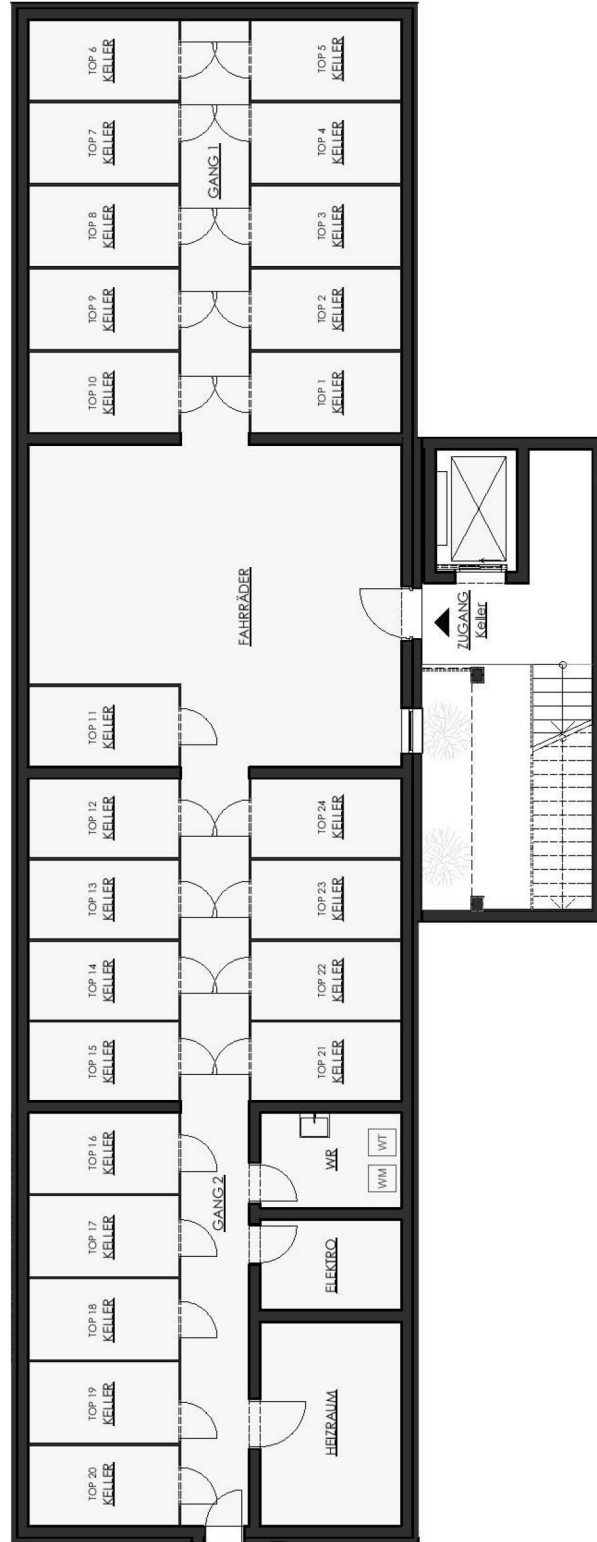 TOP 6
KELLER
TOP 5
KELLER
TOP 7
KELLER
GANG 1
TOP 4
KELLER
TOP 8
KELLER
TOP 3
KELLER
TOP 9
KELLER
TOP 2
KELLER
TOP 10
KELLER
TOP 1
KELLER
FAHRRÄDER
ZUGANG
Keller
TOP 11
KELLER
TOP 12
KELLER
TOP 24
KELLER
TOP 13
KELLER
TOP 23
KELLER
TOP 14
KELLER
TOP 22
KELLER
TOP 15
KELLER
TOP 21
KELLER
TOP 16
KELLER
WR
WT
WM
GANG 2
TOP 17
KELLER
ELEKTRO
TOP 18
KELLER
TOP 19
KELLER
HEIZRAUM
TOP 20
KELLER